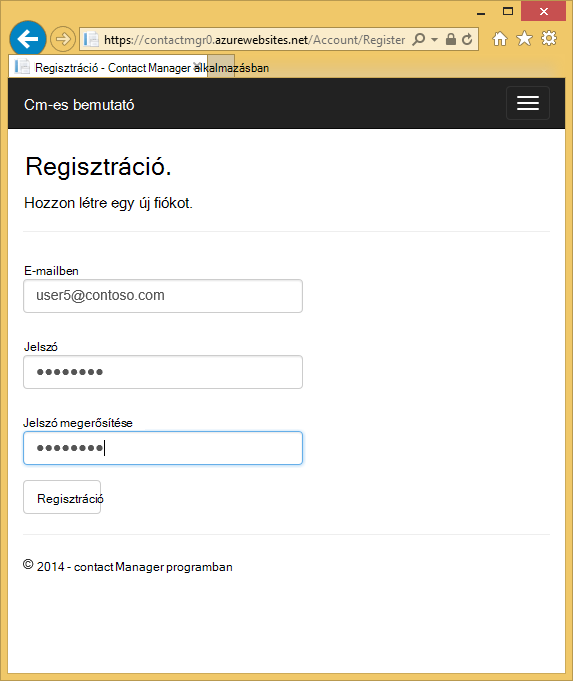 https://contactmgr0.azurewebsites.net/Account/Register
Regisztráció - Contact Manager alkalmazásban
Cm-es bemutató
Regisztráció.
Hozzon létre egy új fiókot.
E-mailben
user5@contoso.com
Jelszó
Jelszó megerősítése
Regisztráció
© 2014 - contact Manager programban